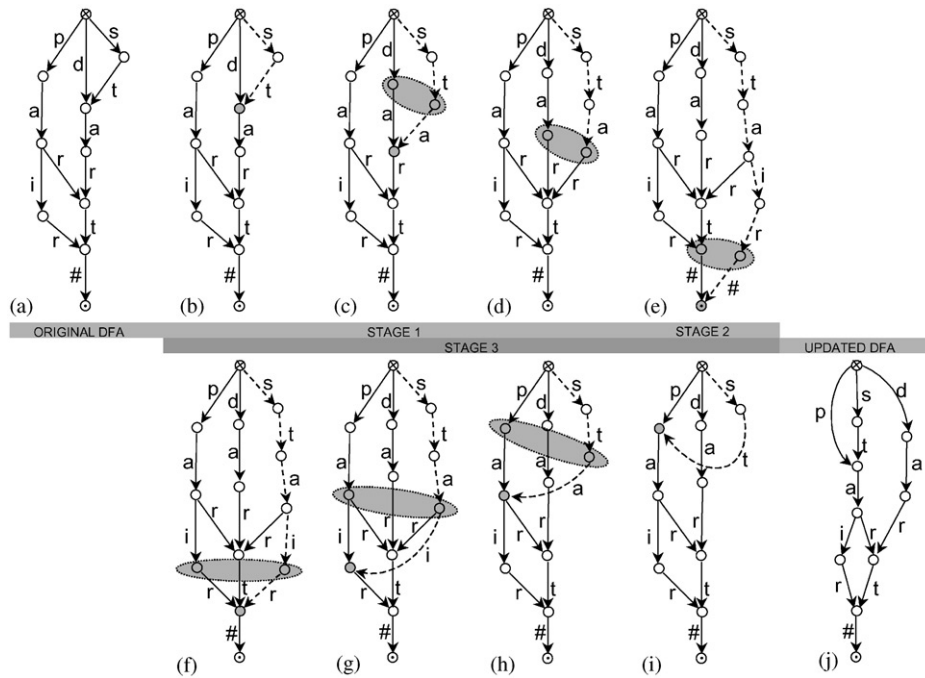 p s
d
t
a a
r r
i t
r
#
(a)
p s
d
t
a a
r r
i t
r
#
(b)
s
p d t
a a a
r r
i t
r
#
(c)
s
p d t
a a a
r r r
i t
r
#
(d)
s
p d t
a a a
r r r i
i t r
r
# #
(e)
ORIGINAL DFA STAGE 1 STAGE 2
STAGE 3 UPDATED DFA
p s
d t
a a a
r r r
i i
r t r
#
(f)
p s
d t
a a a
r r r
i i
r t
#
(g)
p s
d t
a a a
r r
i
r t
#
(h)
p s
d
a a t
r r
i
r t
#
(i)
p s d
t
a a
i r r
r t
#
(j)